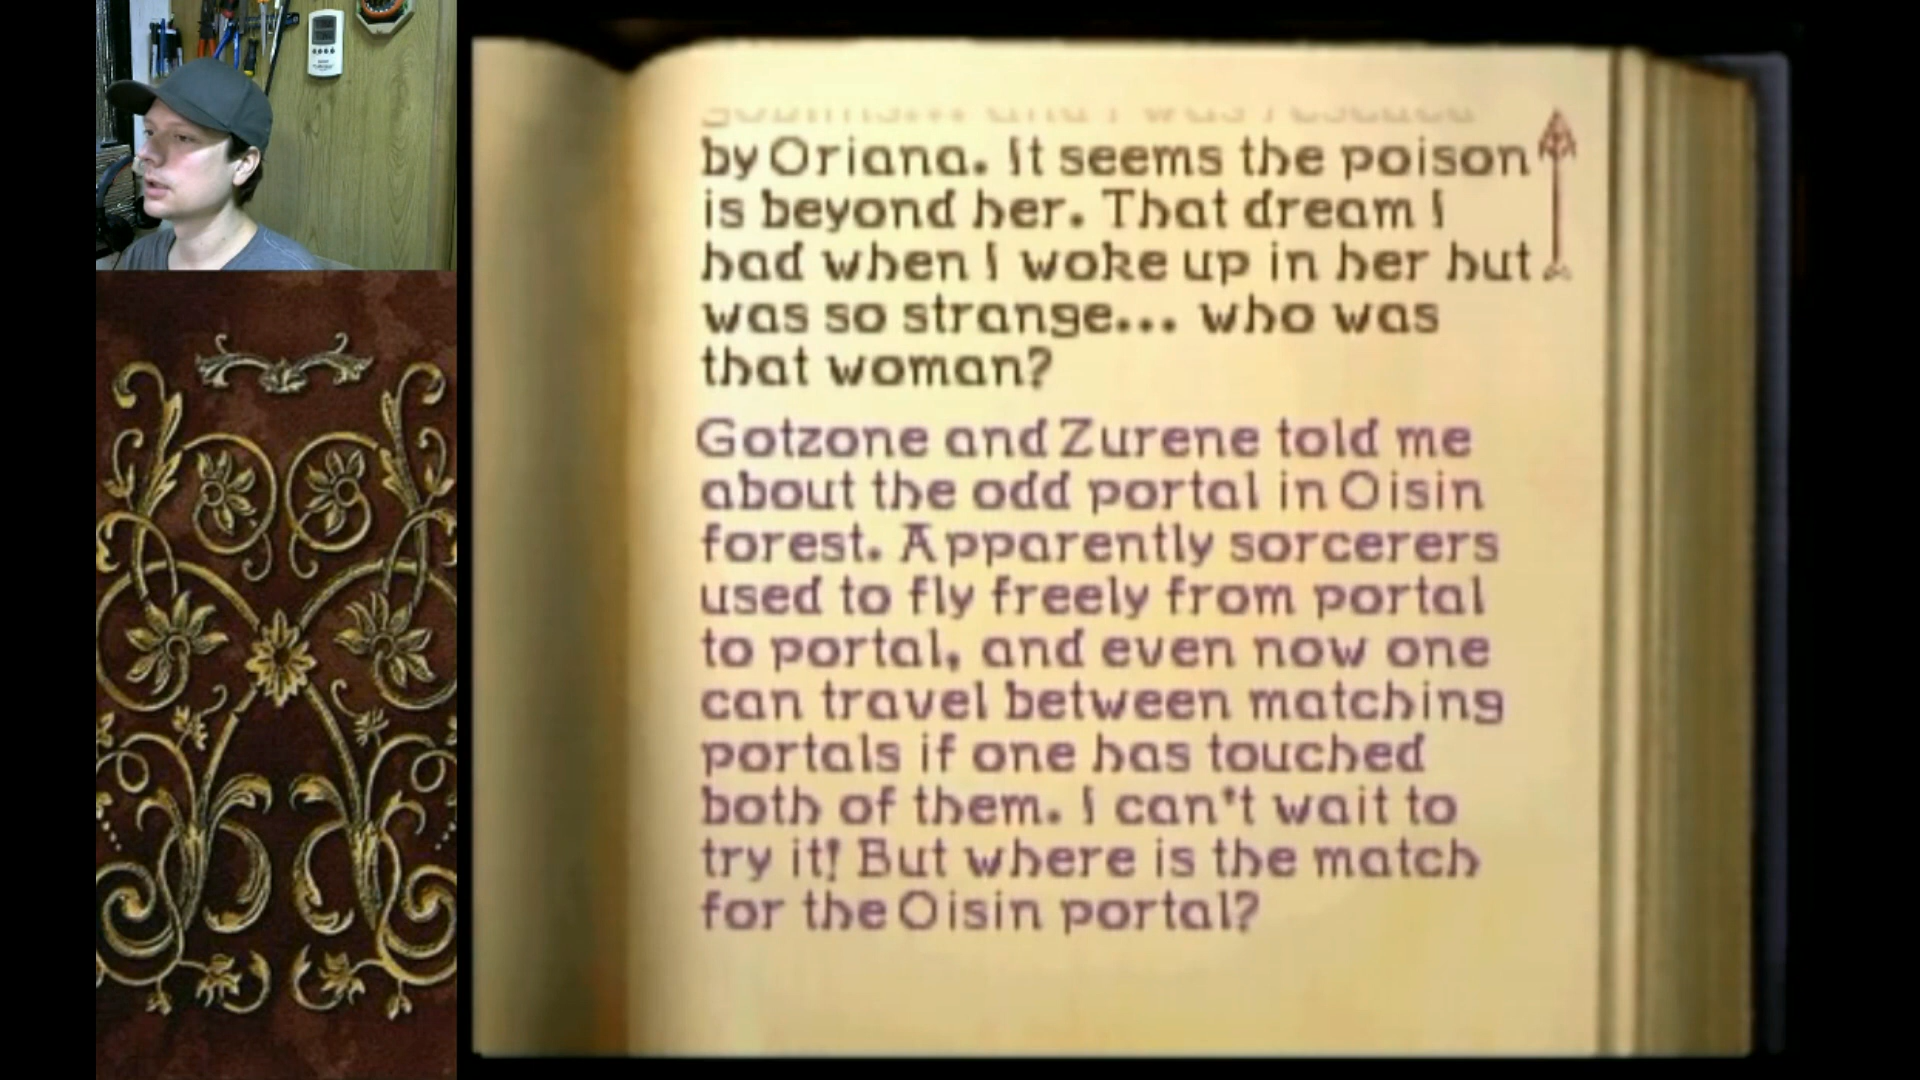 goblins... and I was rescued
by Oriana. It seems the poison
is beyond her. That dream I
had when I woke up in her hut
was so strange... who was
that woman?
Gotzone and Zurene told me
about the odd portal in Oisin
forest. Apparently sorcerers
used to fly freely from portal
to portal, and even now one
can travel between matching
portals if one has touched
both of them. I can't wait to
try it! But where is the match
for the Oisin portal?